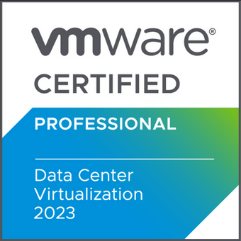 vmware®
CERTIFIED
PROFESSIONAL
Data Center
Virtualization
2023